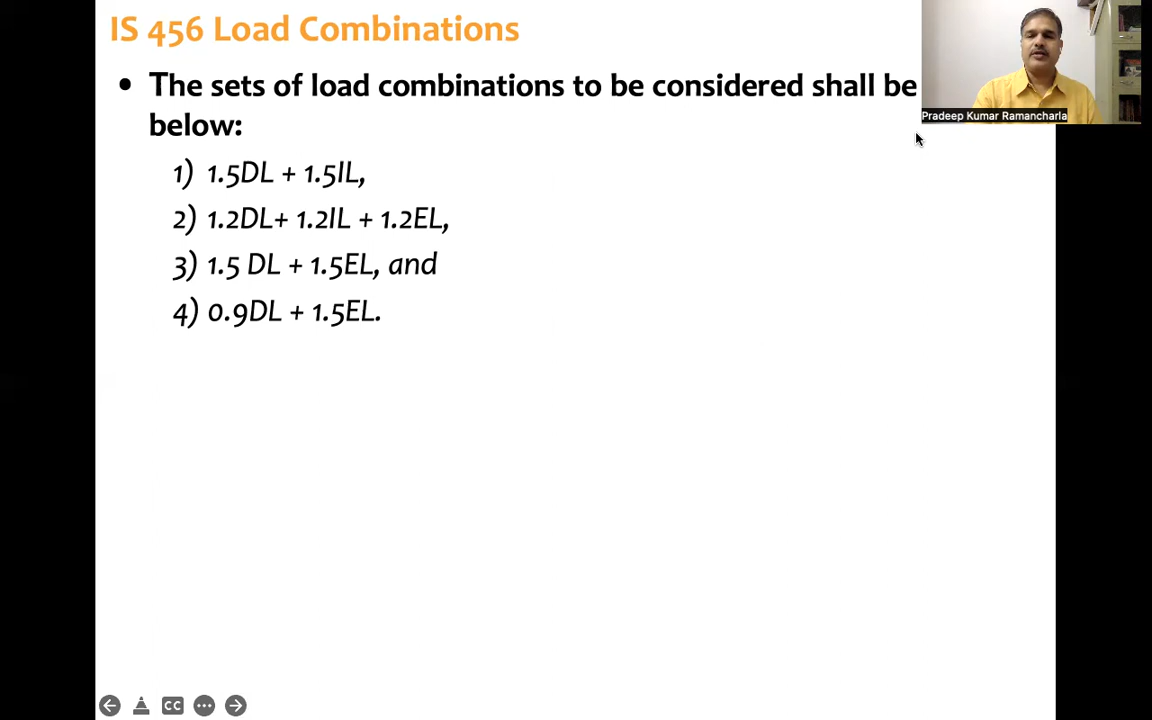 IS 456 Load Combinations
• The sets of load combinations to be considered shall be
below:
1) 1.5DL + 1.5IL,
2) 1.2DL+ 1.2IL + 1.2EL,
3) 1.5 DL + 1.5EL, and
4) 0.9DL + 1.5EL.
Pradeep Kumar Ramancharla
CC